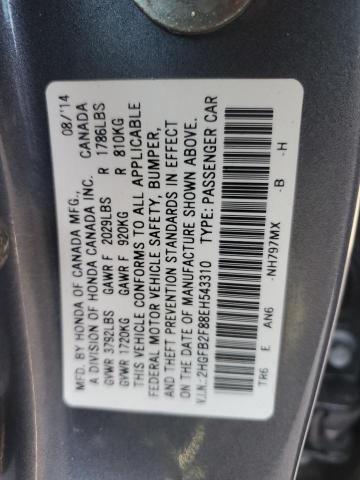 MFD. BY HONDA OF CANADA MFG., 08/'14
A DIVISION OF HONDA CANADA INC. CANADA
GVWR 3792LBS GAWR F 2029LBS R 1786LBS
GVWR 1720KG GAWR F 920KG R 810KG
THIS VEHICLE CONFORMS TO ALL APPLICABLE
FEDERAL MOTOR VEHICLE SAFETY, BUMPER,
AND THEFT PREVENTION STANDARDS IN EFFECT
ON THE DATE OF MANUFACTURE SHOWN ABOVE.
V.I.N.: 2HGFB2F88EH543310 TYPE: PASSENGER CAR
TR6 E AN6 -NH797MX -B -H